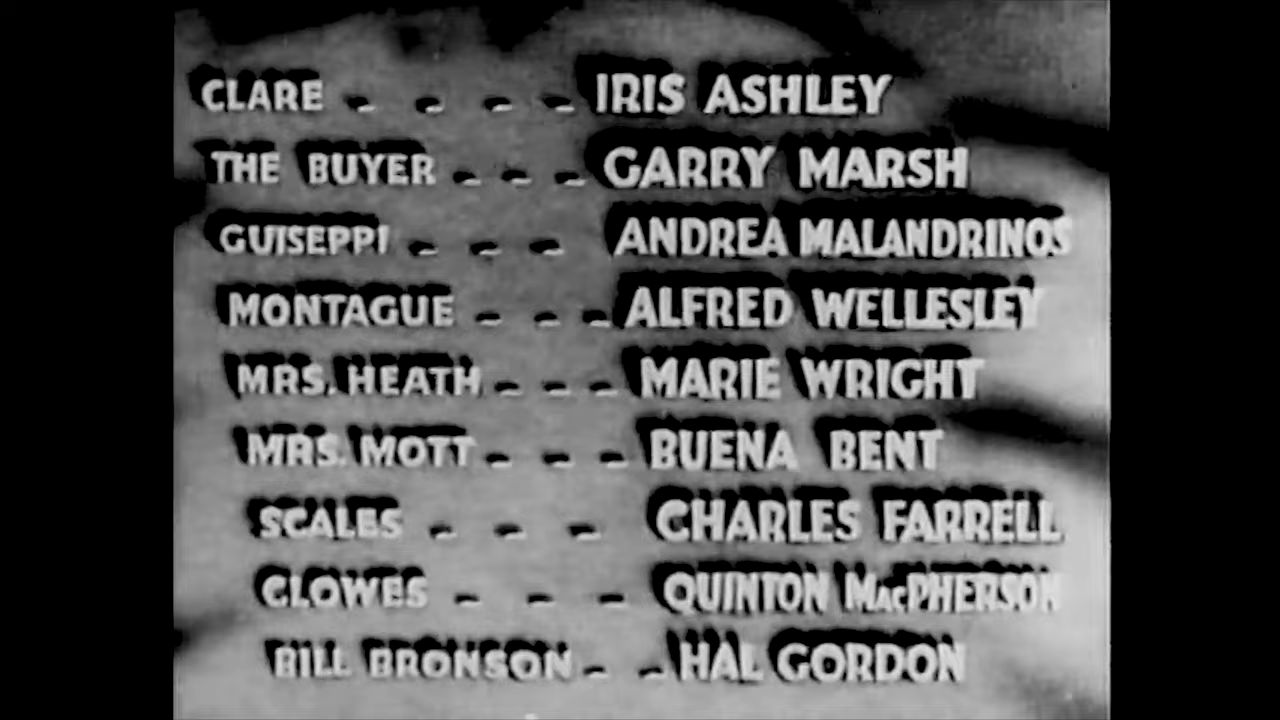 CLARE - - - - IRIS ASHLEY
THE BUYER - - - GARRY MARSH
GUISEPPI - - - ANDREA MALANDRINOS
MONTAGUE - - - ALFRED WELLESLEY
MRS. HEATH - - - MARIE WRIGHT
MRS. MOTT - - - BUENA BENT
SCALES - - - CHARLES FARRELL
CLOWES - - - QUINTON MACPHERSON
BILL BRONSON - - HAL GORDON